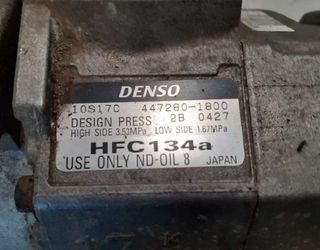 DENSO
10S17C 447280-1800
DESIGN PRESS 2B 0427
HIGH SIDE 3.53MPa LOW SIDE 1.67MPa
HFC134a
USE ONLY ND-OIL 8 JAPAN